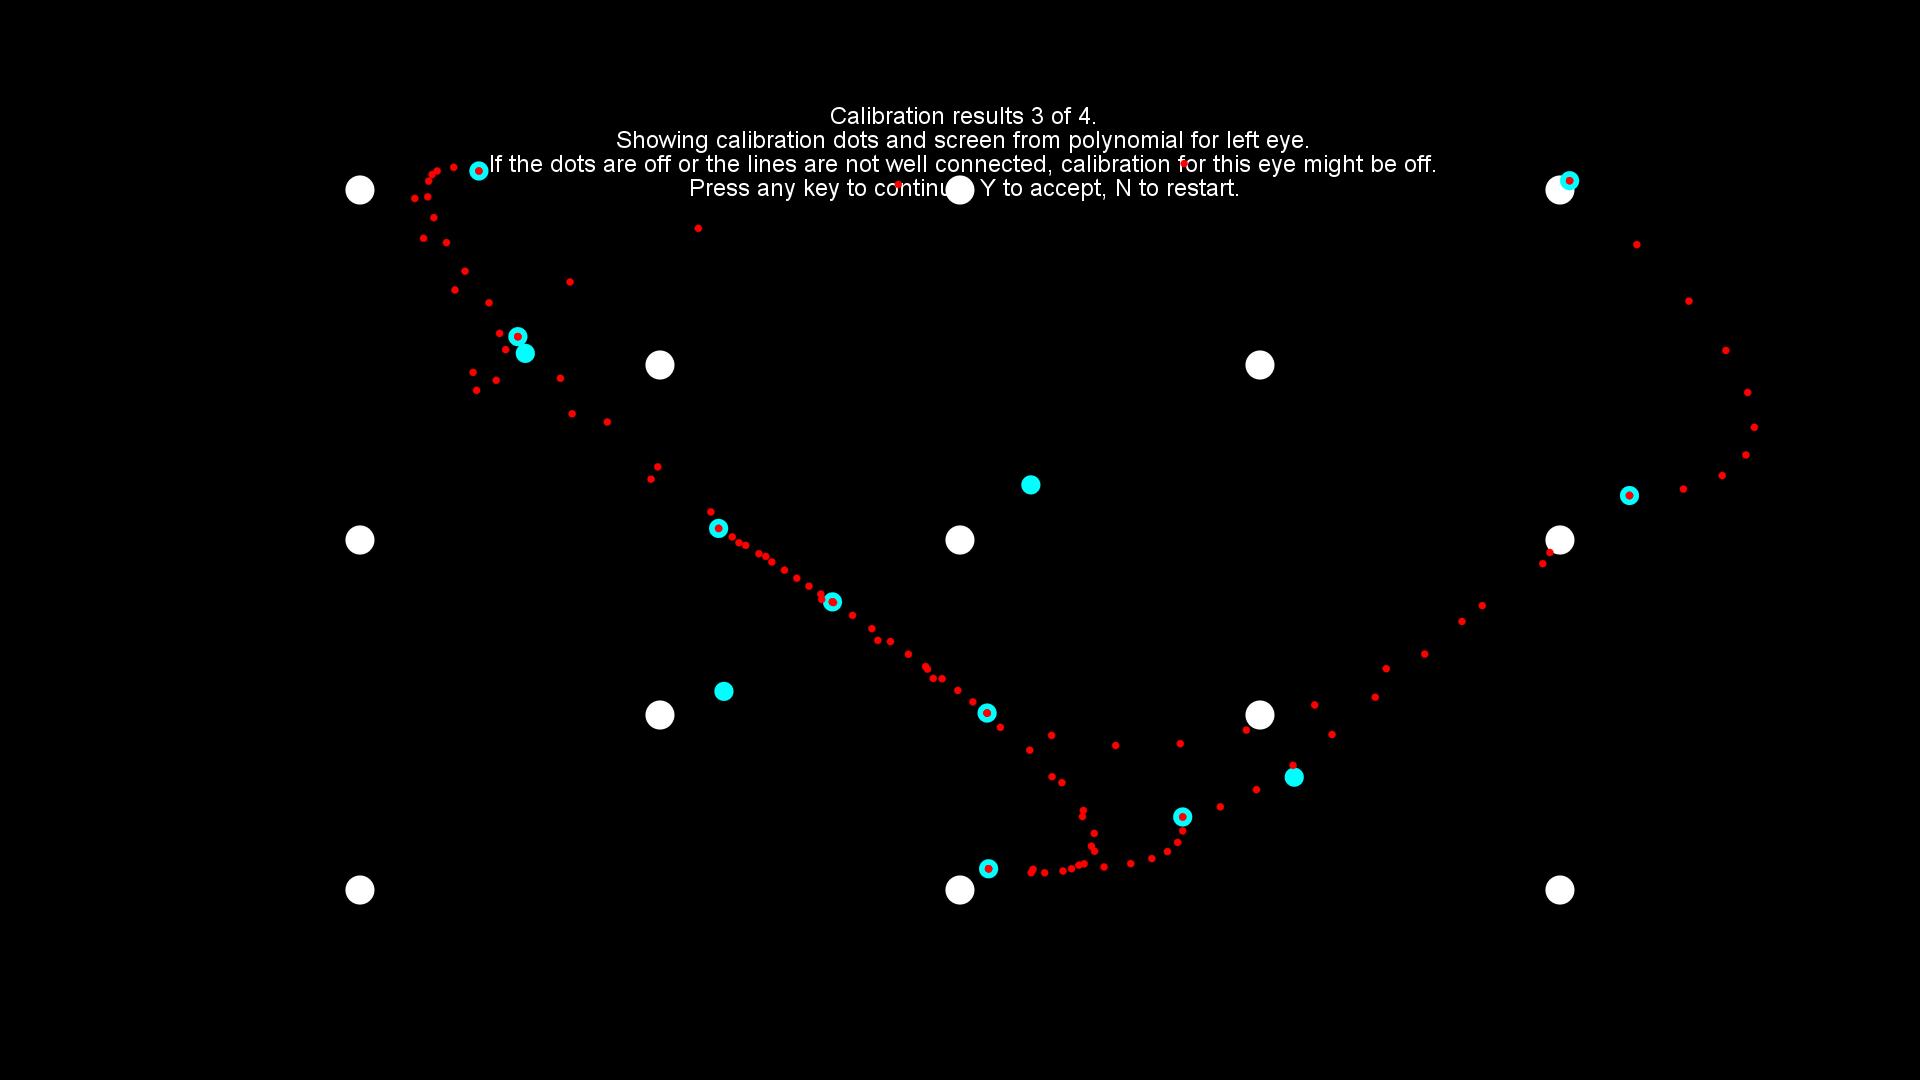 Calibration results 3 of 4.
Showing calibration dots and screen from polynomial for left eye.
If the dots are off or the lines are not well connected, calibration for this eye might be off.
Press any key to continu Y to accept, N to restart.